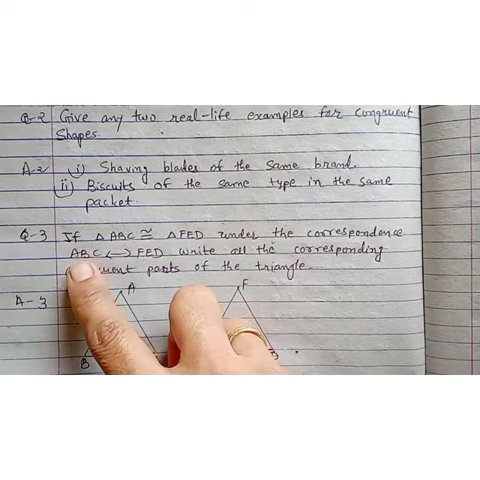 Q-2 Give any two real-life examples for congruent
Shapes.
A-2 i) Shaving blades of the Same brand.
ii) Biscuits of the same type in the same
packet.
Q-3 If △ ABC ≅ △ FED under the correspondence
ABC ⟷ FED write all the corresponding
parts of the triangle.
A-3
A F
B D